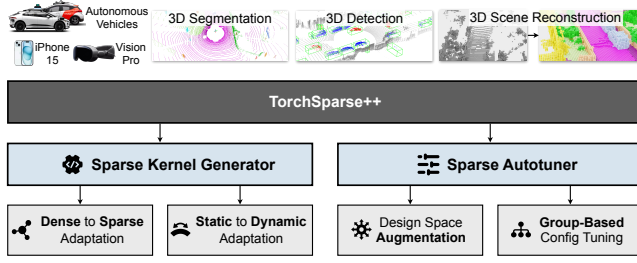 Autonomous
Vehicles
iPhone
15
Vision
Pro
3D Segmentation
3D Detection
3D Scene Reconstruction
TorchSparse++
Sparse Kernel Generator
Sparse Autotuner
Dense to Sparse
Adaptation
Static to Dynamic
Adaptation
Design Space
Augmentation
Group-Based
Config Tuning